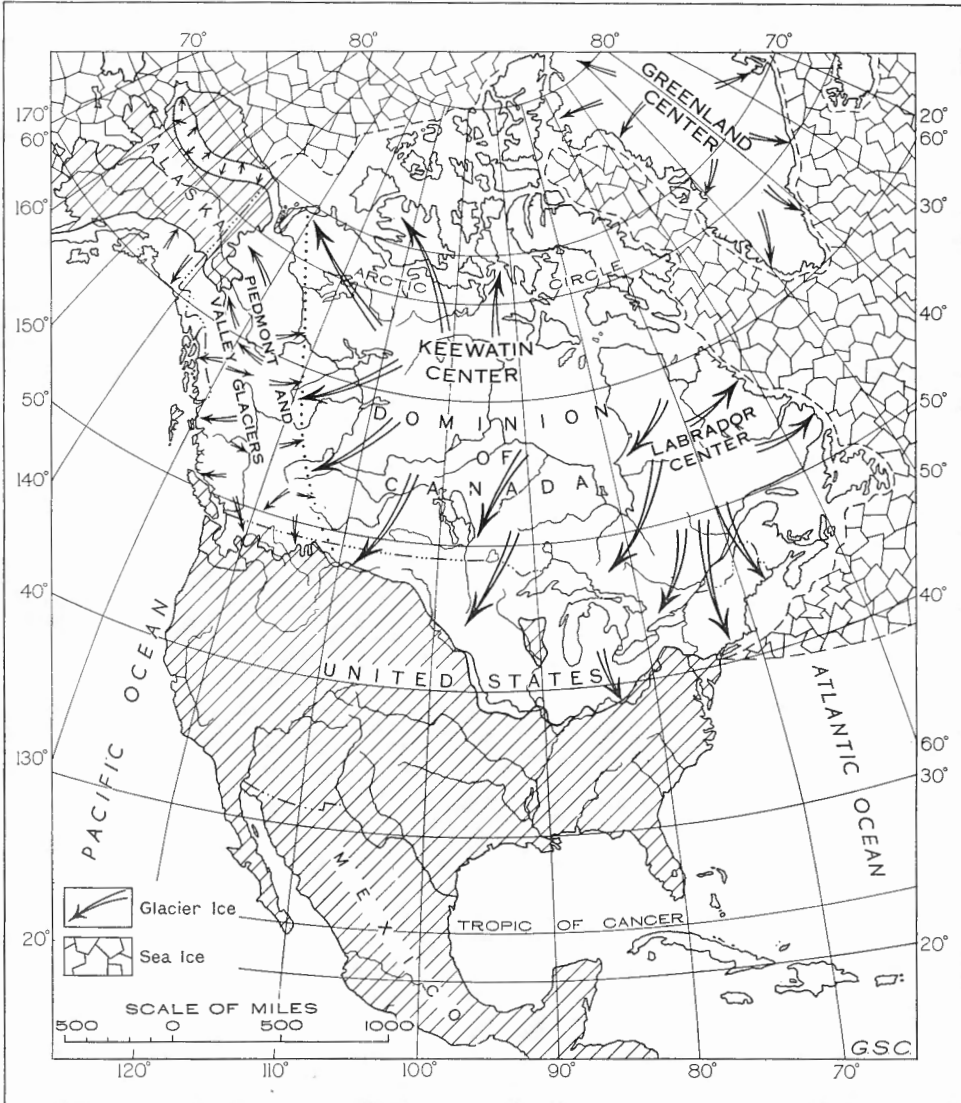 70° 80° 80° 70°
170°
60°
160°
150°
50°
140°
40°
130°
20°
20°
60°
30°
40°
50°
50°
40°
60°
30°
20°
GREENLAND
CENTER
ALASKA
ARCTIC CIRCLE
PIEDMONT AND
VALLEY GLACIERS
KEEWATIN
CENTER
DOMINION
OF
CANADA
LABRADOR
CENTER
UNITED STATES
PACIFIC OCEAN
ATLANTIC OCEAN
MEXICO
TROPIC OF CANCER
Glacier Ice
Sea Ice
SCALE OF MILES
500 0 500 1000
G.S.C.
120° 110° 100° 90° 80° 70°